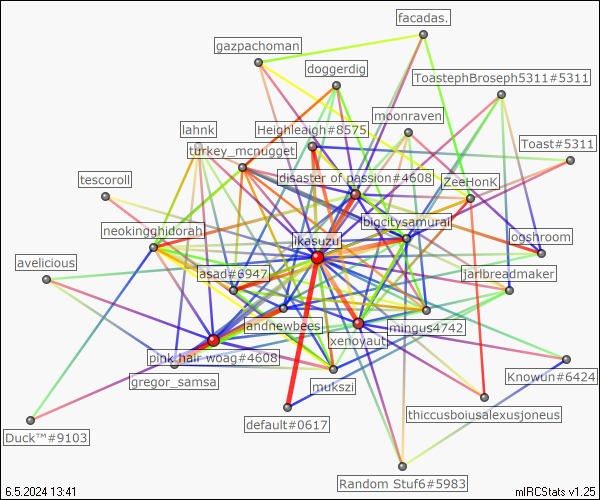 facadas.
gazpachoman
doggerdig
ToastephBroseph5311#5311
moonraven
lahnk
Heighleaigh#8575
Toast#5311
turkey_mcnugget
tescoroll
disaster of passion#4608
ZeeHonK
neokingghidorah
bigcitysamurai
ikasuzu
ogshroom
avelicious
asad#6947
jarlbreadmaker
landnewbees
mingus4742
xenoyaut
pink hair woag#4608
gregor_samsa
mukszi
Knowun#6424
thiccusboiusalexusjoneus
default#0617
Duck™#9103
Random Stuf6#5983
6.5.2024 13:41
mIRCStats v1.25